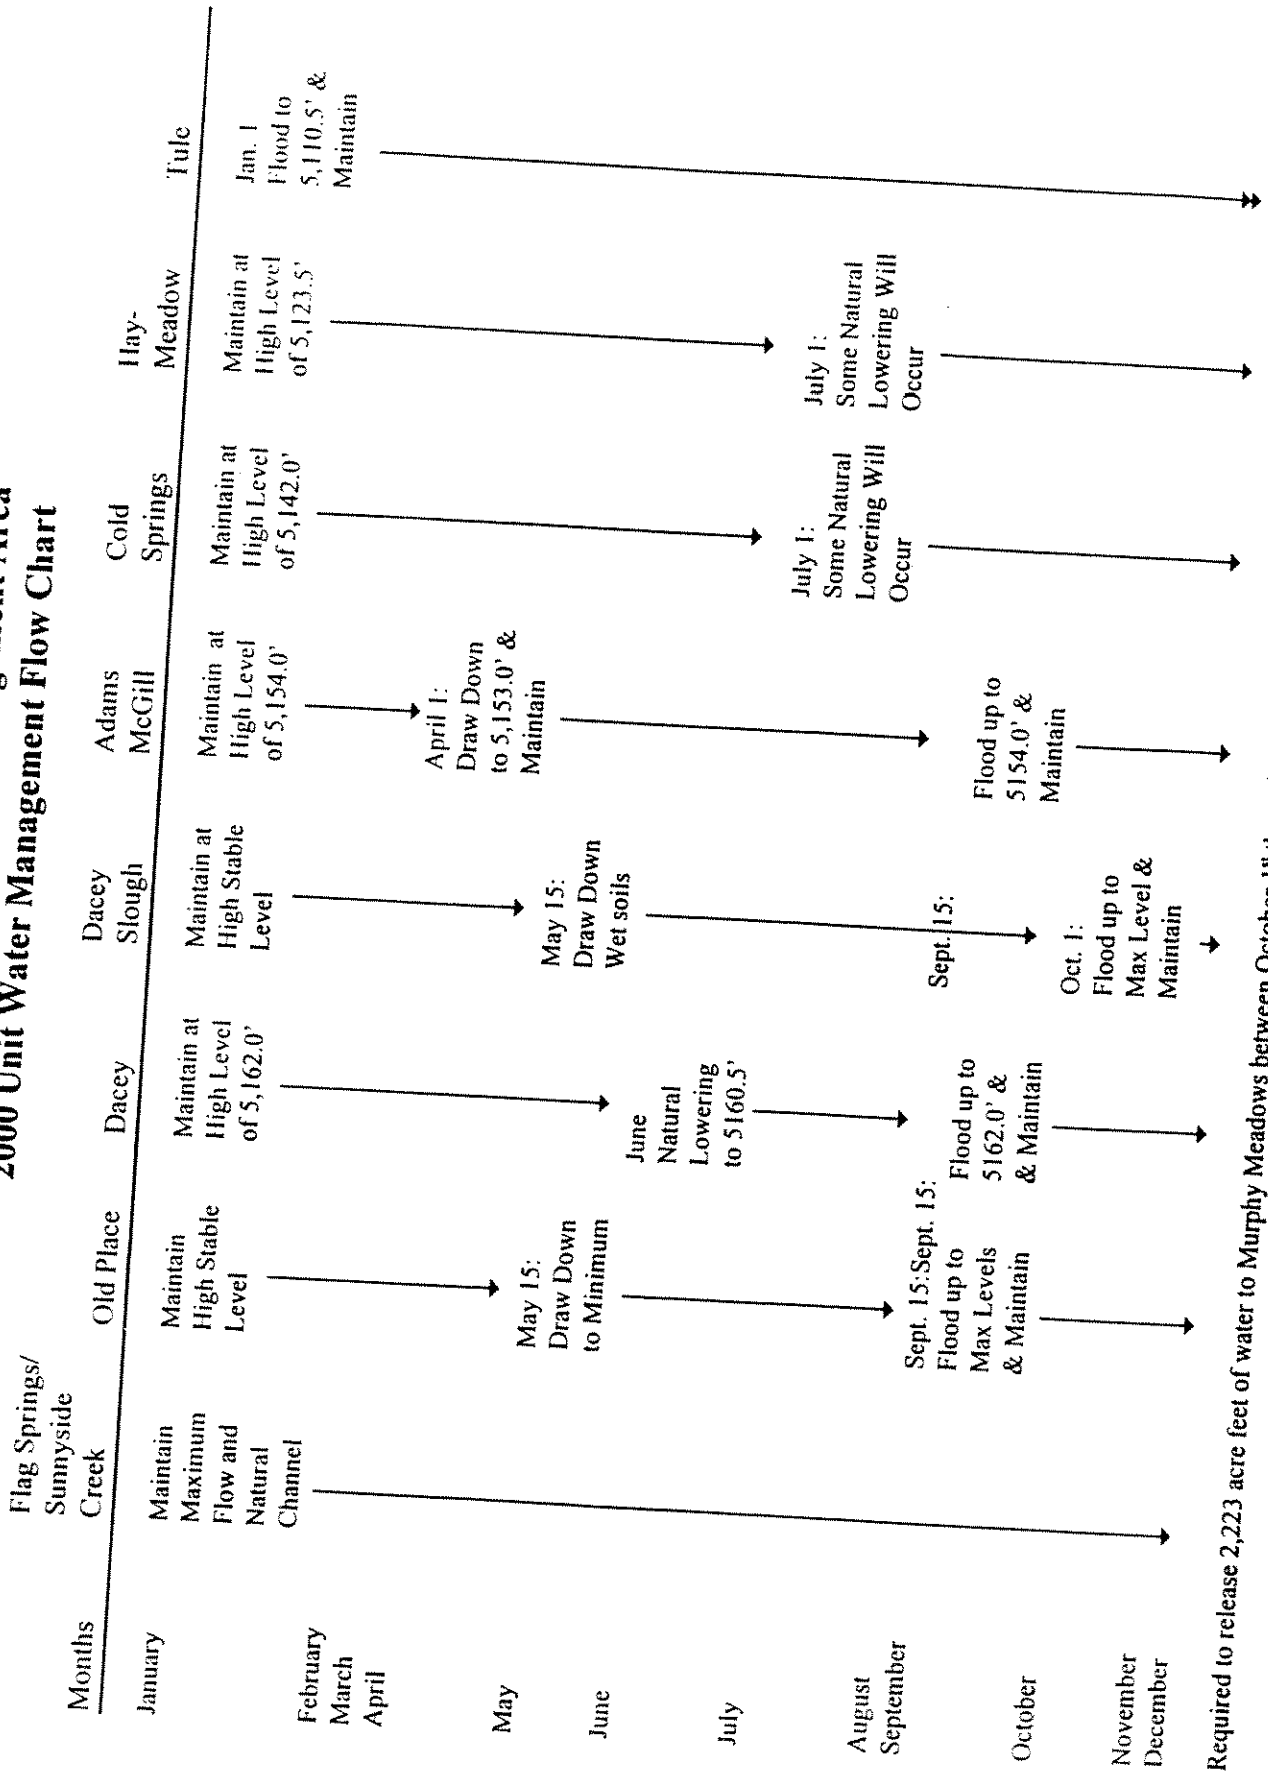 2000 Unit Water Management Flow Chart
Months
Flag Springs/
Sunnyside
Creek
Old Place
Dacey
Dacey
Slough
Adams
McGill
Cold
Springs
Hay-
Meadow
Tule
January
February
March
April
May
June
July
August
September
October
November
December
Maintain
Maximum
Flow and
Natural
Channel
Maintain
High Stable
Level
May 15:
Draw Down
to Minimum
Sept. 15:Sept. 15:
Flood up to
Max Levels
& Maintain
Maintain at
High Level
of 5,162.0'
June
Natural
Lowering
to 5160.5'
Flood up to
5162.0' &
& Maintain
Maintain at
High Stable
Level
May 15:
Draw Down
Wet soils
Sept. 15:
Oct. 1:
Flood up to
Max Level &
Maintain
Maintain at
High Level
of 5,154.0'
April 1:
Draw Down
to 5,153.0' &
Maintain
Flood up to
5154.0' &
Maintain
Maintain at
High Level
of 5,142.0'
July 1:
Some Natural
Lowering Will
Occur
Maintain at
High Level
of 5,123.5'
July 1:
Some Natural
Lowering Will
Occur
Jan. 1
Flood to
5,110.5' &
Maintain
Required to release 2,223 acre feet of water to Murphy Meadows between October